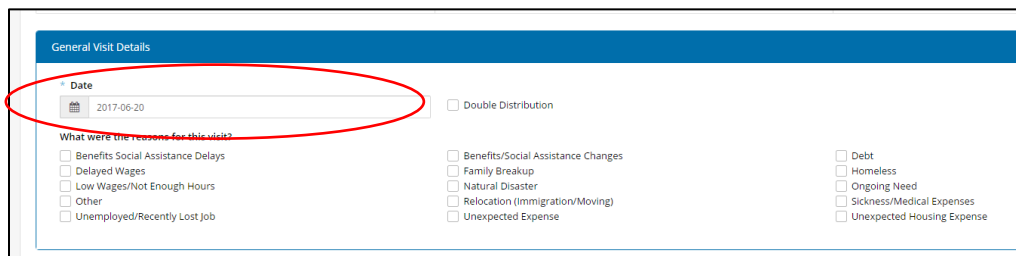 General Visit Details
* Date
2017-06-20
Double Distribution
What were the reasons for this visit?
Benefits Social Assistance Delays
Benefits/Social Assistance Changes
Debt
Delayed Wages
Family Breakup
Homeless
Low Wages/Not Enough Hours
Natural Disaster
Ongoing Need
Other
Relocation (Immigration/Moving)
Sickness/Medical Expenses
Unemployed/Recently Lost Job
Unexpected Expense
Unexpected Housing Expense